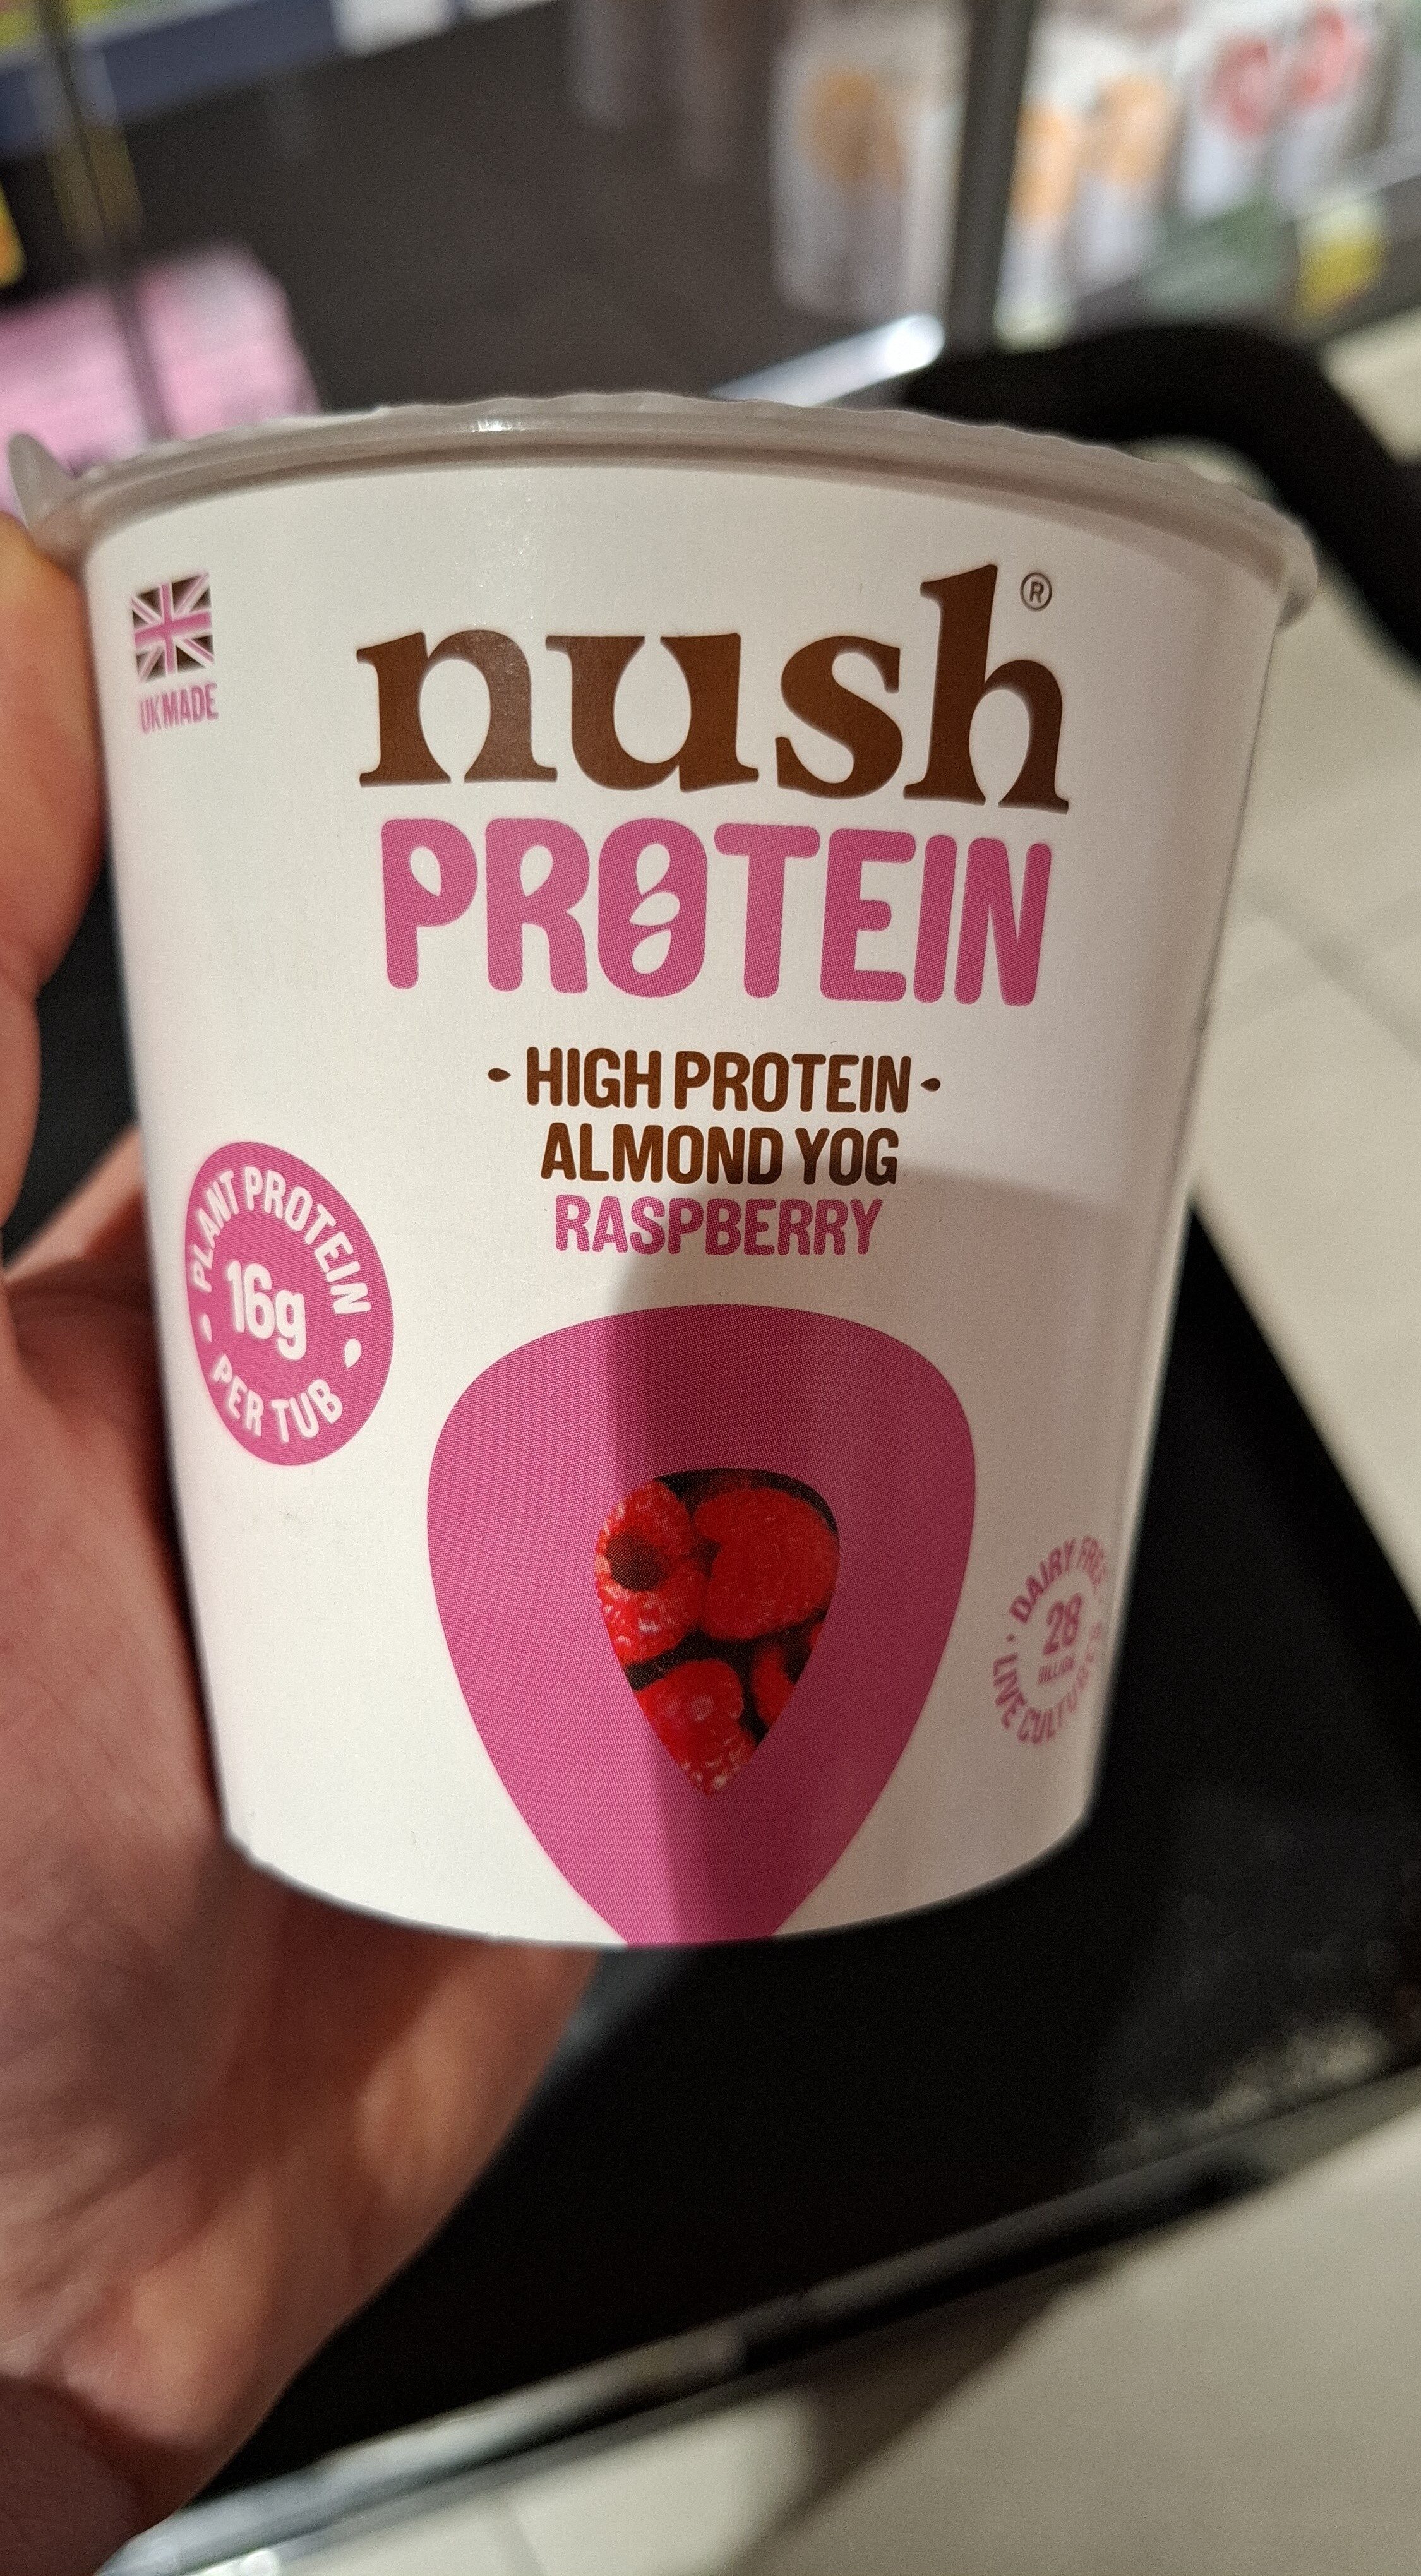 nush®
UK MADE
PROTEIN
HIGH PROTEIN
ALMOND YOG
RASPBERRY
PLANT PROTEIN
16g
PER TUB
DAIRY FREE
28
BILLION
LIVE CULTURES